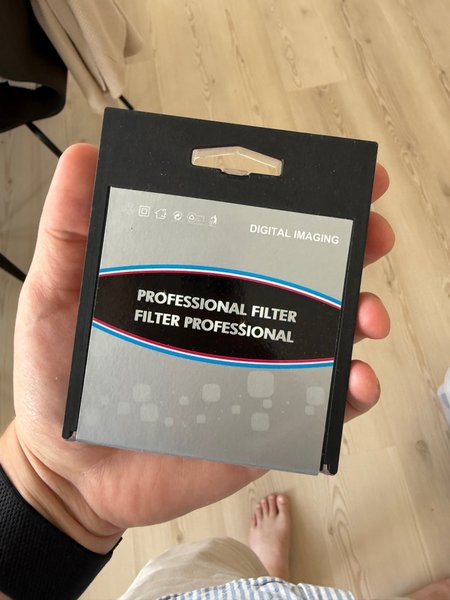 DIGITAL IMAGING
PROFESSIONAL FILTER
FILTER PROFESSIONAL